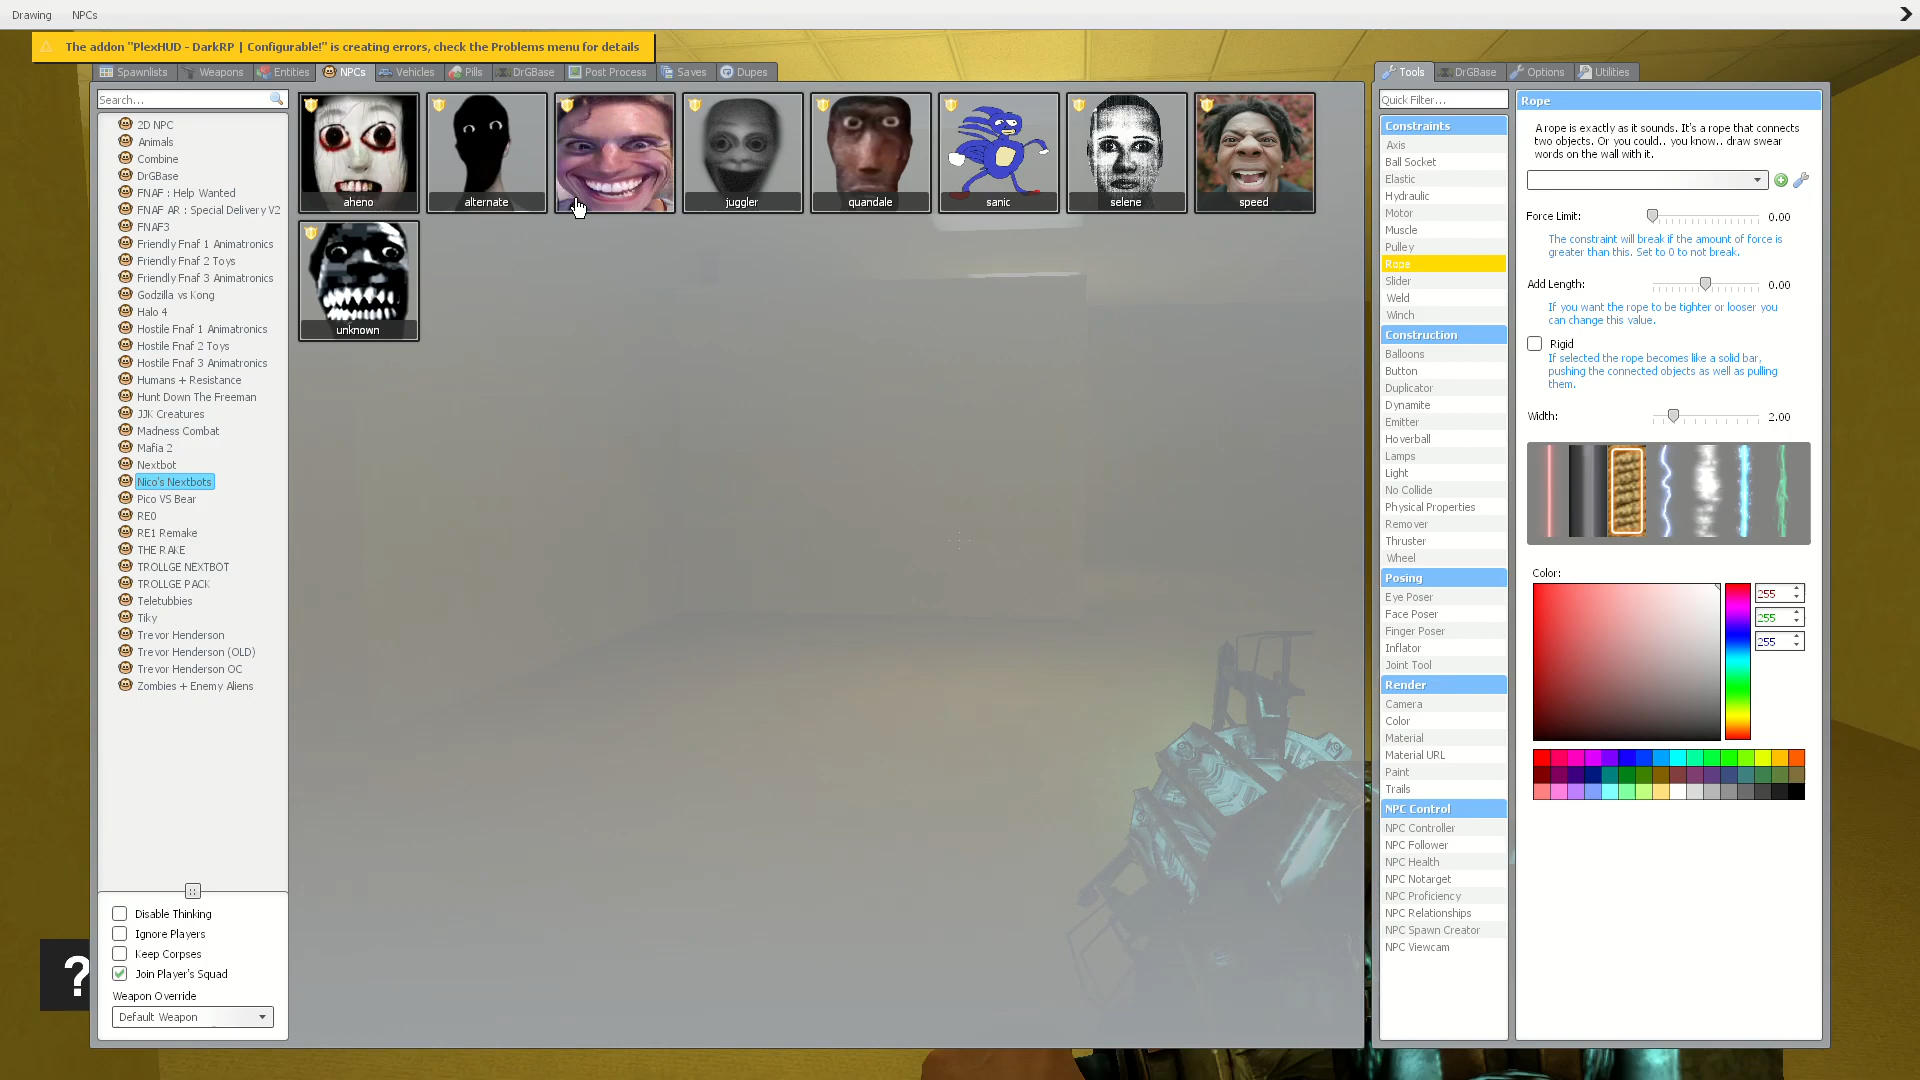 Drawing NPCs
The addon "PlexHUD - DarkRP | Configurable!" is creating errors, check the Problems menu for details
Spawnlists Weapons Entities NPCs Vehicles Pills DrGBase Post Process Saves Dupes
Search...
2D NPC
Animals
Combine
DrGBase
FNAF : Help Wanted
FNAF AR : Special Delivery V2
FNAF3
Friendly Fnaf 1 Animatronics
Friendly Fnaf 2 Toys
Friendly Fnaf 3 Animatronics
Godzilla vs Kong
Halo 4
Hostile Fnaf 1 Animatronics
Hostile Fnaf 2 Toys
Hostile Fnaf 3 Animatronics
Humans + Resistance
Hunt Down The Freeman
JJK Creatures
Madness Combat
Mafia 2
Nextbot
Nico's Nextbots
Pico VS Bear
RE0
RE1 Remake
THE RAKE
TROLLGE NEXTBOT
TROLLGE PACK
Teletubbies
Tiky
Trevor Henderson
Trevor Henderson (OLD)
Trevor Henderson OC
Zombies + Enemy Aliens
Disable Thinking
Ignore Players
Keep Corpses
Join Player's Squad
Weapon Override
Default Weapon
?
aheno alternate juggler quandale sanic selene speed
unknown
Tools DrGBase Options Utilities
Quick Filter...
Constraints
Axis
Ball Socket
Elastic
Hydraulic
Motor
Muscle
Pulley
Rope
Slider
Weld
Winch
Construction
Balloons
Button
Duplicator
Dynamite
Emitter
Hoverball
Lamps
Light
No Collide
Physical Properties
Remover
Thruster
Wheel
Posing
Eye Poser
Face Poser
Finger Poser
Inflator
Joint Tool
Render
Camera
Color
Material
Material URL
Paint
Trails
NPC Control
NPC Controller
NPC Follower
NPC Health
NPC Notarget
NPC Proficiency
NPC Relationships
NPC Spawn Creator
NPC Viewcam
Rope
A rope is exactly as it sounds. It's a rope that connects
two objects. Or you could.. you know.. draw swear
words on the wall with it.
Force Limit: 0.00
The constraint will break if the amount of force is
greater than this. Set to 0 to not break.
Add Length: 0.00
If you want the rope to be tighter or looser you
can change this value.
Rigid
If selected the rope becomes like a solid bar,
pushing the connected objects as well as pulling
them.
Width: 2.00
Color:
255
255
255